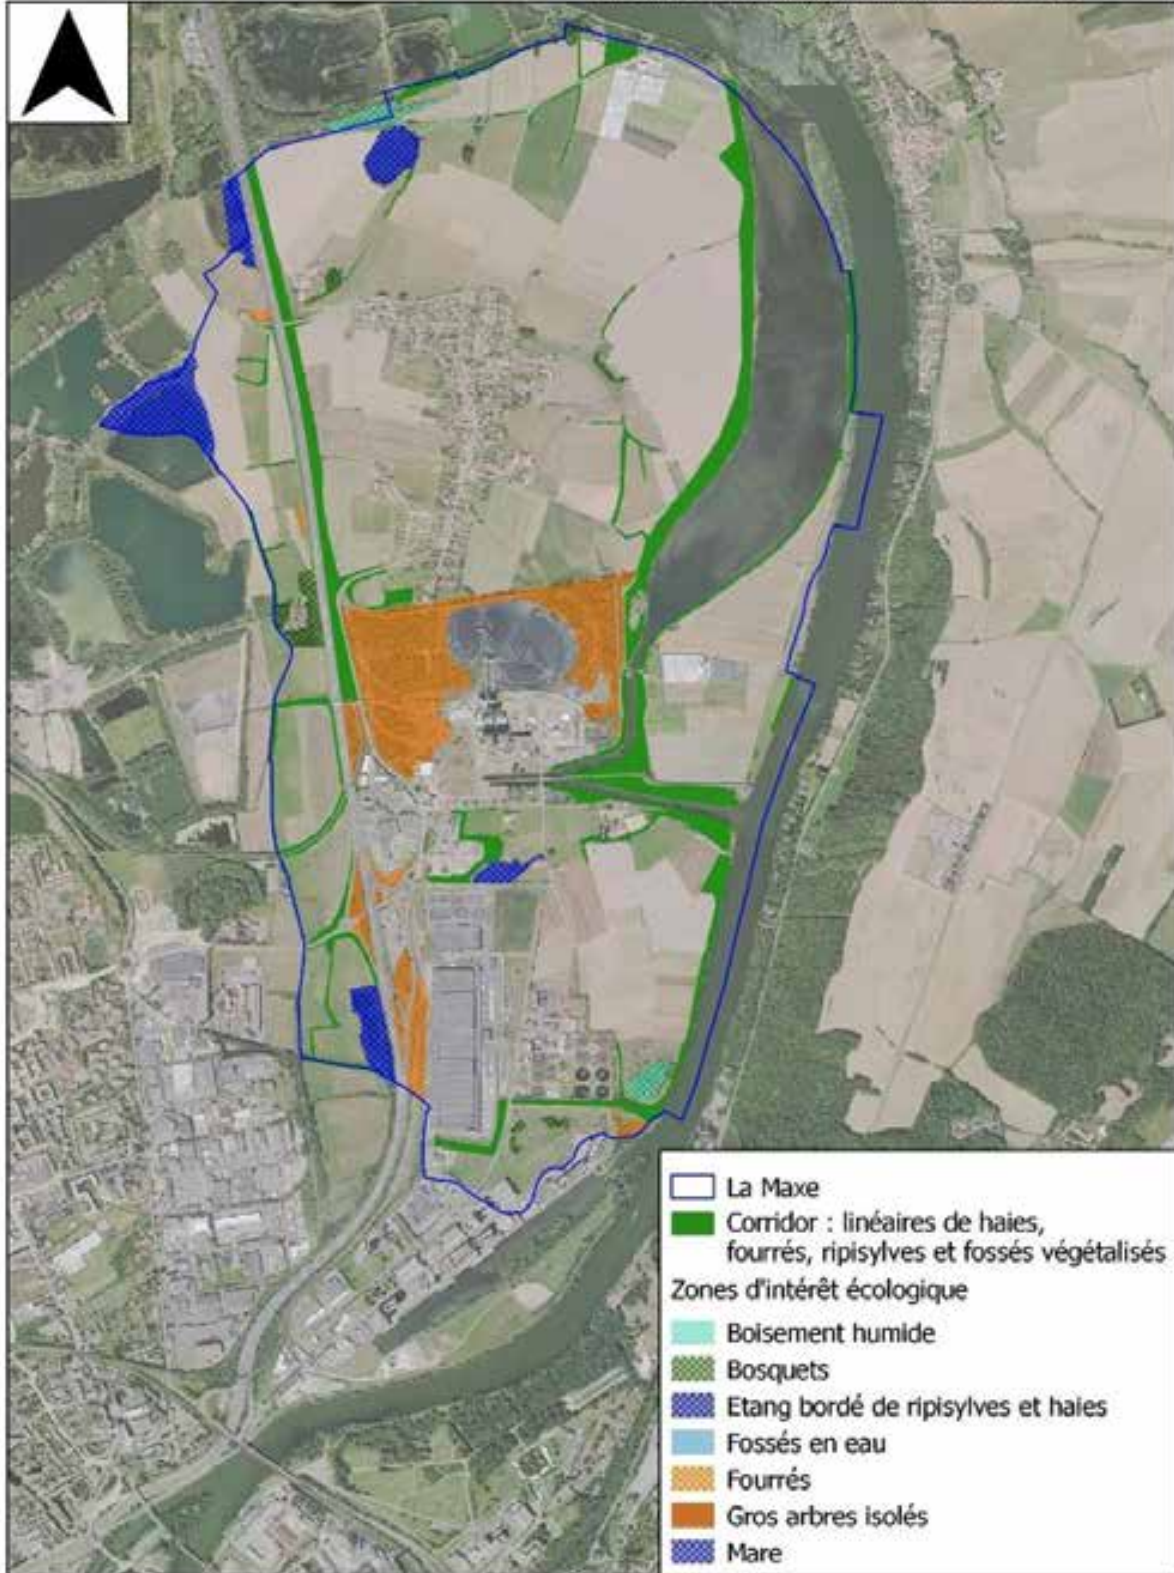 La Maxe
Corridor : linéaires de haies,
fourrés, ripisylves et fossés végétalisés
Zones d'intérêt écologique
Boisement humide
Bosquets
Etang bordé de ripisylves et haies
Fossés en eau
Fourrés
Gros arbres isolés
Mare